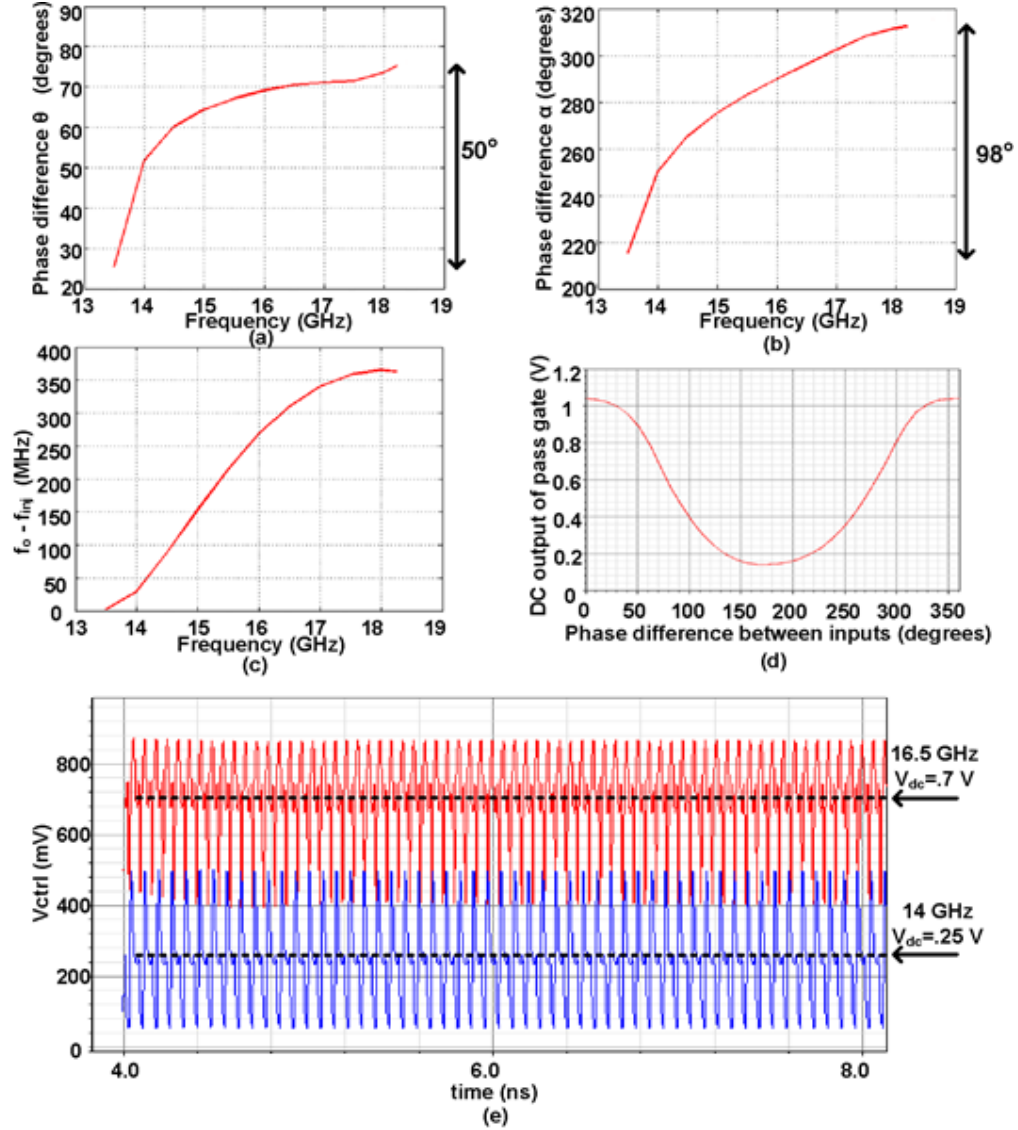 Phase difference θ (degrees)
90
80
70
60
50
40
30
20
13 14 15 16 17 18 19
Frequency (GHz)
(a)
50°
Phase difference α (degrees)
320
300
280
260
240
220
200
13 14 15 16 17 18 19
Frequency (GHz)
(b)
98°
fo - finj (MHz)
400
350
300
250
200
150
100
50
0
13 14 15 16 17 18 19
Frequency (GHz)
(c)
DC output of pass gate (V)
1.2
1
0.8
0.6
0.4
0.2
0
0 50 100 150 200 250 300 350
Phase difference between inputs (degrees)
(d)
Vctrl (mV)
800
600
400
200
0
4.0 6.0 8.0
time (ns)
(e)
16.5 GHz
Vdc=.7 V
14 GHz
Vdc=.25 V